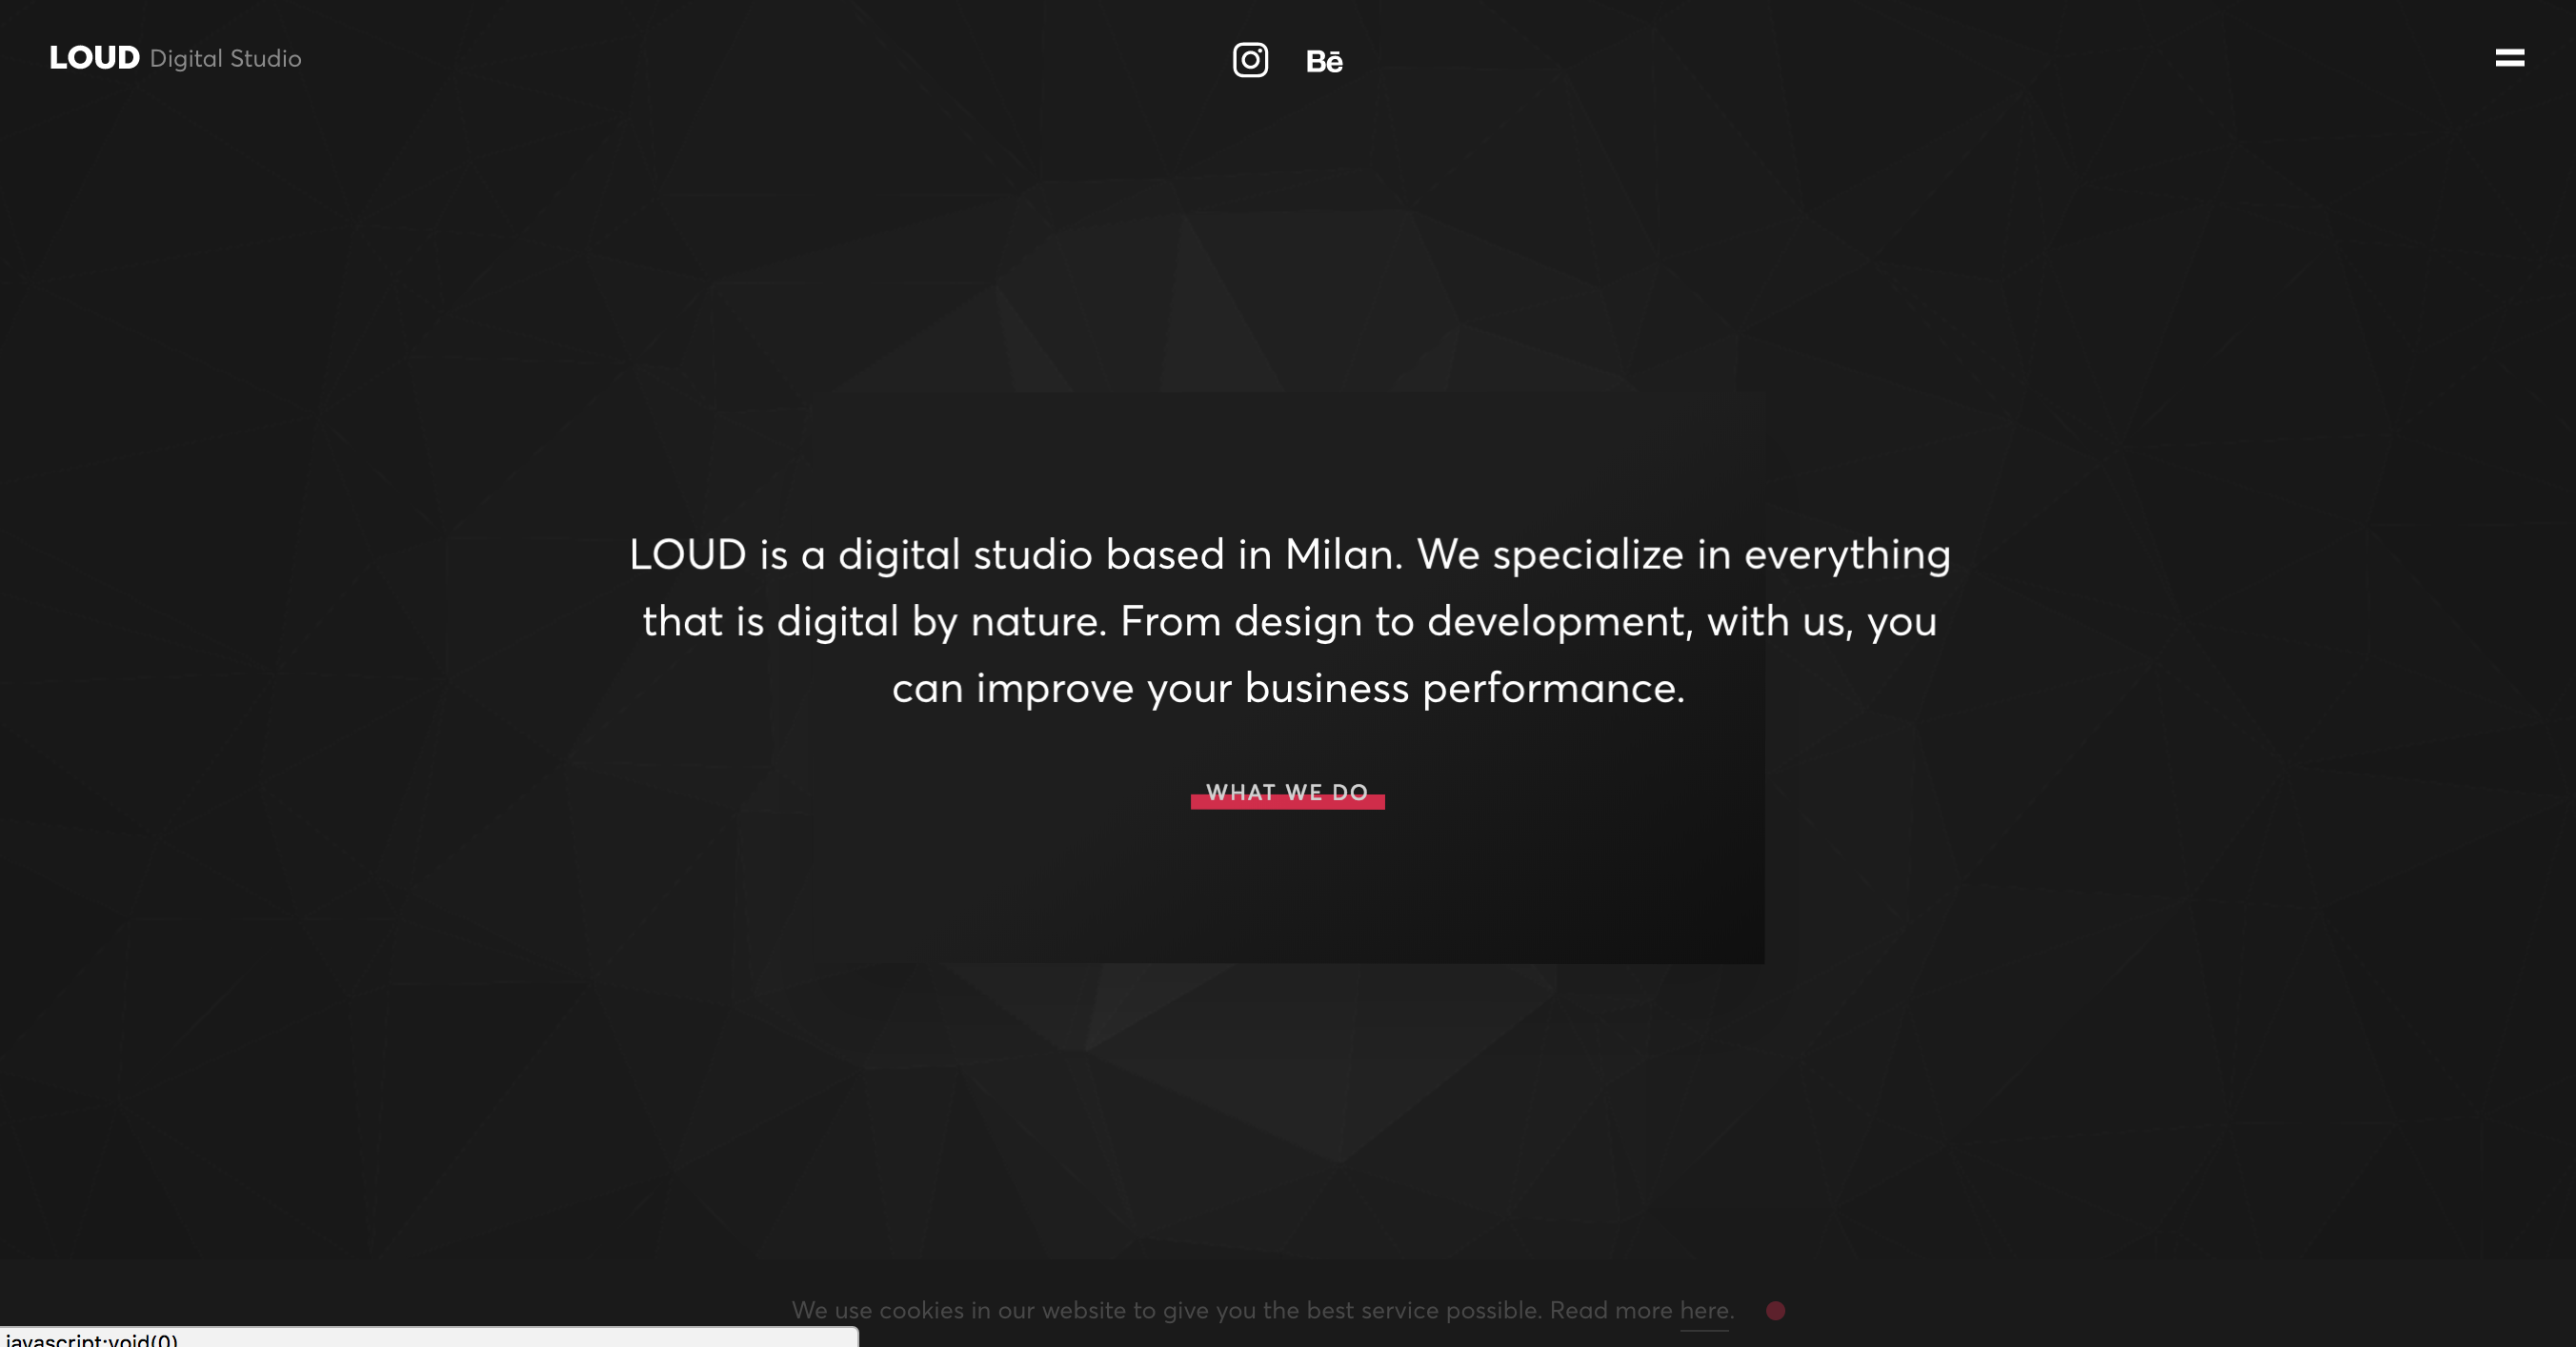 LOUD Digital Studio
Bē
LOUD is a digital studio based in Milan. We specialize in everything
that is digital by nature. From design to development, with us, you
can improve your business performance.
WHAT WE DO
We use cookies in our website to give you the best service possible. Read more here.
javascript:void(0)